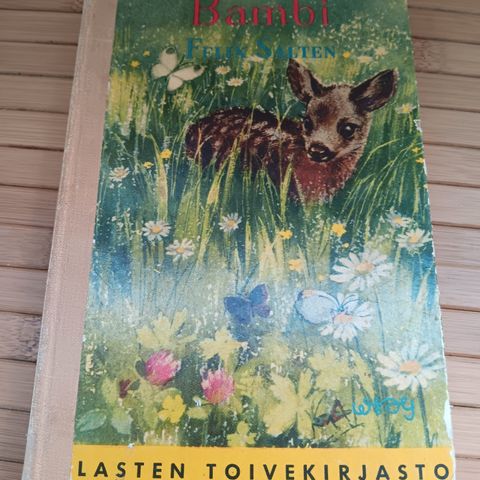 Bambi
FELIX SALTEN
LASTEN TOIVEKIRJASTO